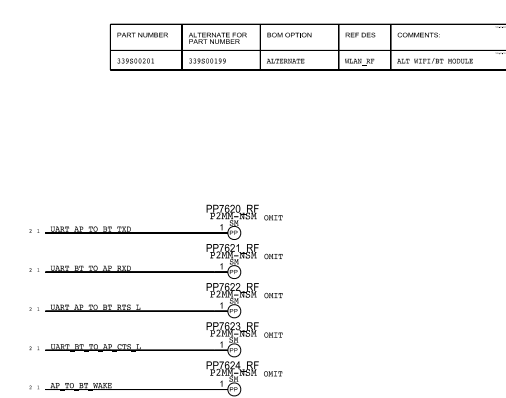 PART NUMBER ALTERNATE FOR PART NUMBER BOM OPTION REF DES COMMENTS:
339S00201 339S00199 ALTERNATE WLAN_RF ALT WIFI/BT MODULE
PP7620_RF
P2MM-NSM OMIT
SM
2 1 UART_AP_TO_BT_TXD 1 PP
PP7621_RF
P2MM-NSM OMIT
SM
2 1 UART_BT_TO_AP_RXD 1 PP
PP7622_RF
P2MM-NSM OMIT
SM
2 1 UART_AP_TO_BT_RTS_L 1 PP
PP7623_RF
P2MM-NSM OMIT
SM
2 1 UART_BT_TO_AP_CTS_L 1 PP
PP7624_RF
P2MM-NSM OMIT
SM
2 1 AP_TO_BT_WAKE 1 PP